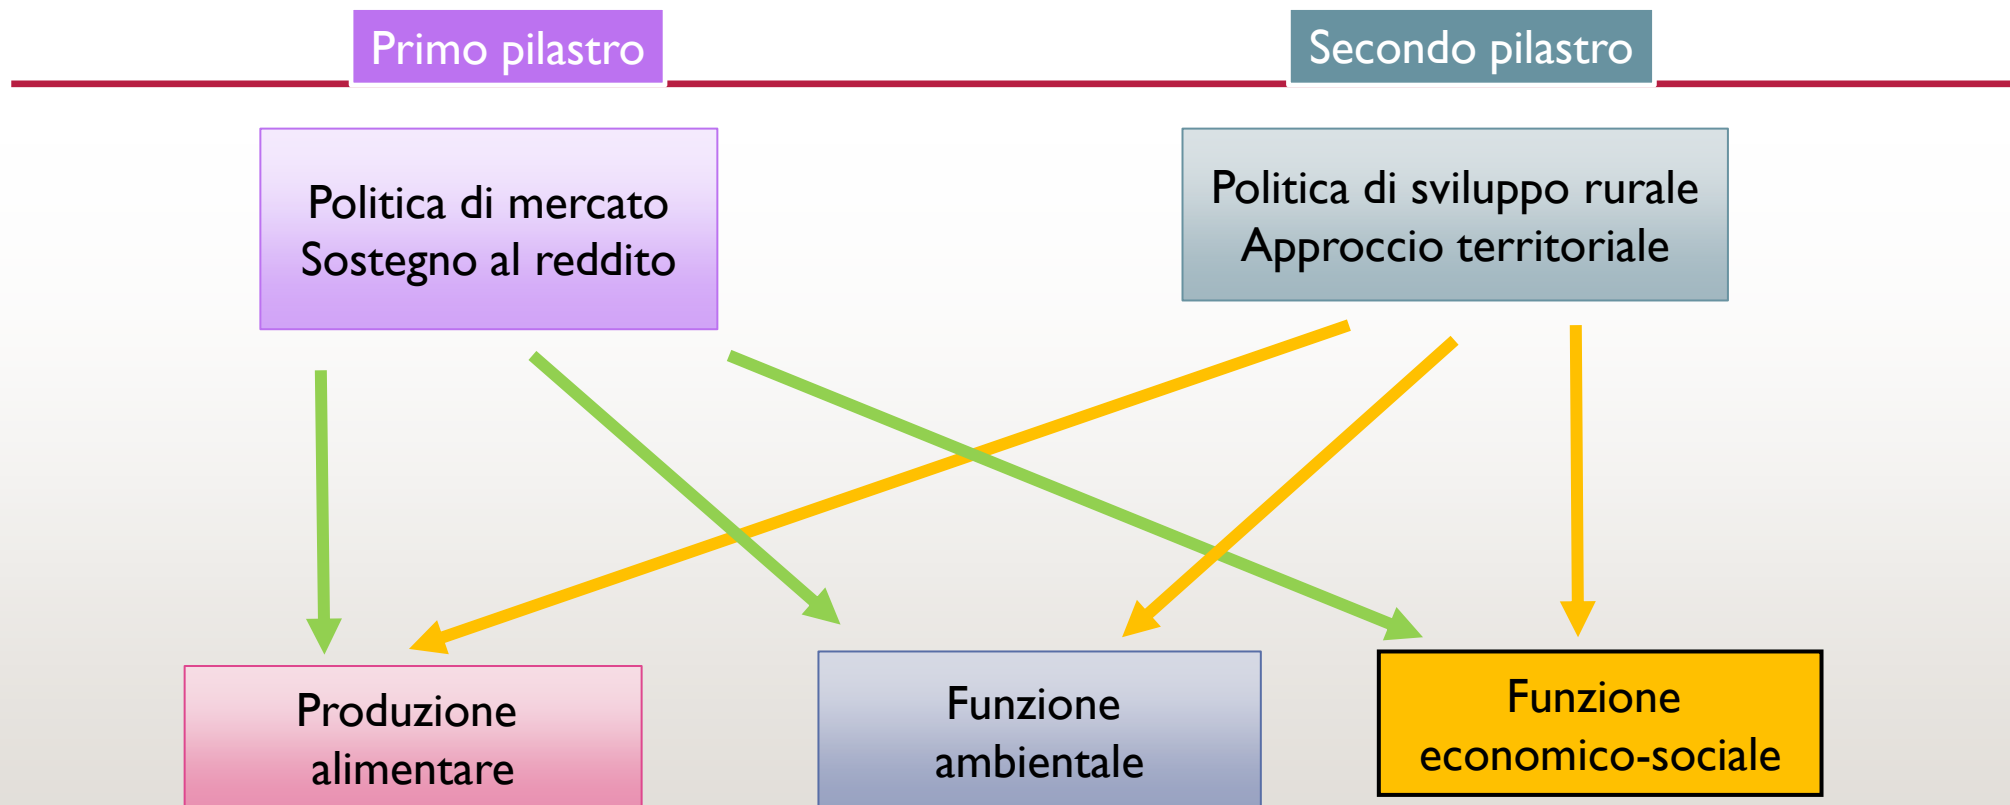 Primo pilastro
Secondo pilastro
Politica di mercato
Sostegno al reddito
Politica di sviluppo rurale
Approccio territoriale
Produzione
alimentare
Funzione
ambientale
Funzione
economico-sociale